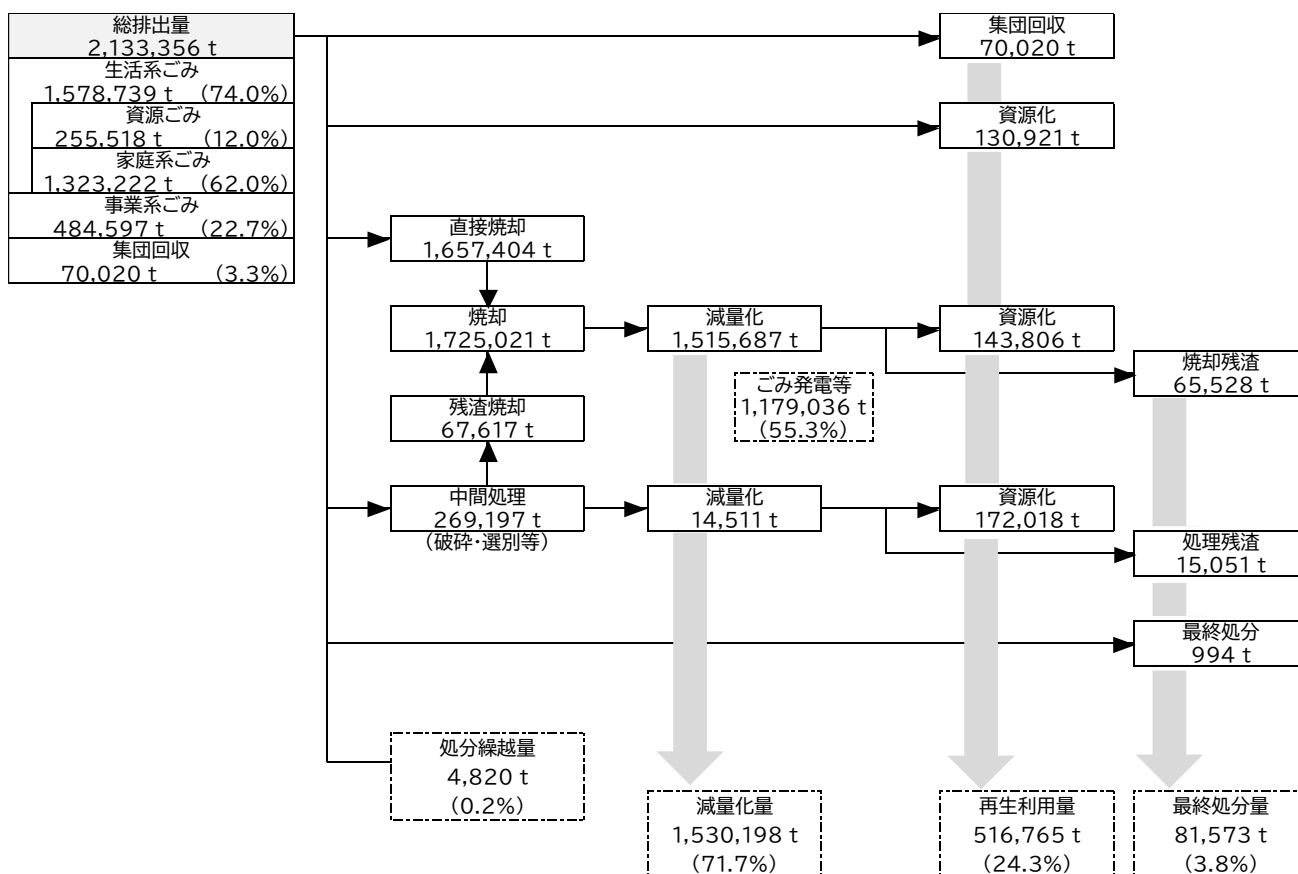 総排出量
2,133,356 t
生活系ごみ
1,578,739 t (74.0%)
資源ごみ
255,518 t (12.0%)
家庭系ごみ
1,323,222 t (62.0%)
事業系ごみ
484,597 t (22.7%)
集団回収
70,020 t (3.3%)
集団回収
70,020 t
資源化
130,921 t
直接焼却
1,657,404 t
焼却
1,725,021 t
減量化
1,515,687 t
資源化
143,806 t
焼却残渣
65,528 t
ごみ発電等
1,179,036 t
(55.3%)
残渣焼却
67,617 t
中間処理
269,197 t
(破砕・選別等)
減量化
14,511 t
資源化
172,018 t
処理残渣
15,051 t
最終処分
994 t
処分繰越量
4,820 t
(0.2%)
減量化量
1,530,198 t
(71.7%)
再生利用量
516,765 t
(24.3%)
最終処分量
81,573 t
(3.8%)